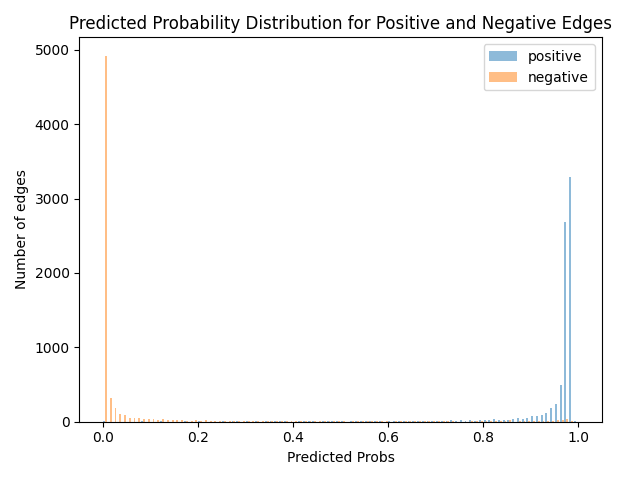 Predicted Probability Distribution for Positive and Negative Edges
positive
negative
5000
4000
3000
2000
1000
0
Number of edges
0.0 0.2 0.4 0.6 0.8 1.0
Predicted Probs